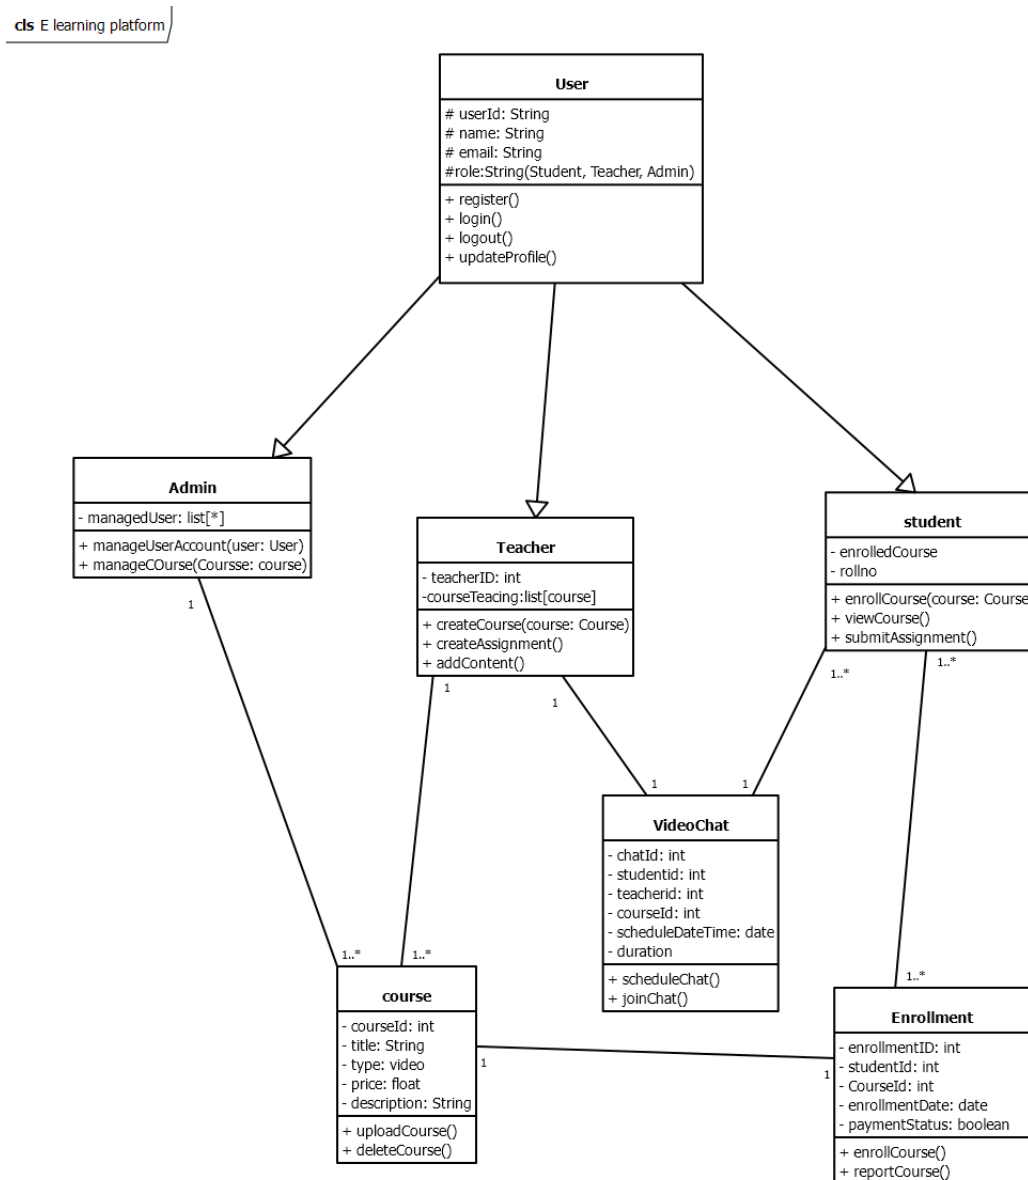 cls E learning platform
User
# userId: String
# name: String
# email: String
#role:String(Student, Teacher, Admin)
+ register()
+ login()
+ logout()
+ updateProfile()
Admin
- managedUser: list[*]
+ manageUserAccount(user: User)
+ manageCOurse(Coursse: course)
1
Teacher
- teacherID: int
-courseTeacing:list[course]
+ createCourse(course: Course)
+ createAssignment()
+ addContent()
1
1
student
- enrolledCourse
- rollno
+ enrollCourse(course: Course
+ viewCourse()
+ submitAssignment()
1..*
1..*
1
1
VideoChat
- chatId: int
- studentid: int
- teacherid: int
- courseId: int
- scheduleDateTime: date
- duration
+ scheduleChat()
+ joinChat()
1..*
1..*
course
- courseId: int
- title: String
- type: video
- price: float
- description: String
+ uploadCourse()
+ deleteCourse()
1
1
1..*
Enrollment
- enrollmentID: int
- studentId: int
- CourseId: int
- enrollmentDate: date
- paymentStatus: boolean
+ enrollCourse()
+ reportCourse()